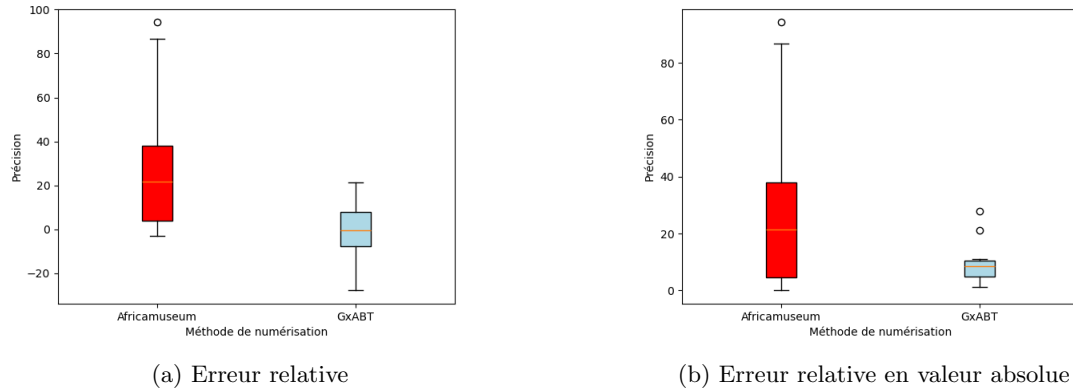 100
80
60
40
20
0
−20
Précision
Africamuseum
GxABT
Méthode de numérisation
(a) Erreur relative
80
60
40
20
0
Précision
Africamuseum
GxABT
Méthode de numérisation
(b) Erreur relative en valeur absolue